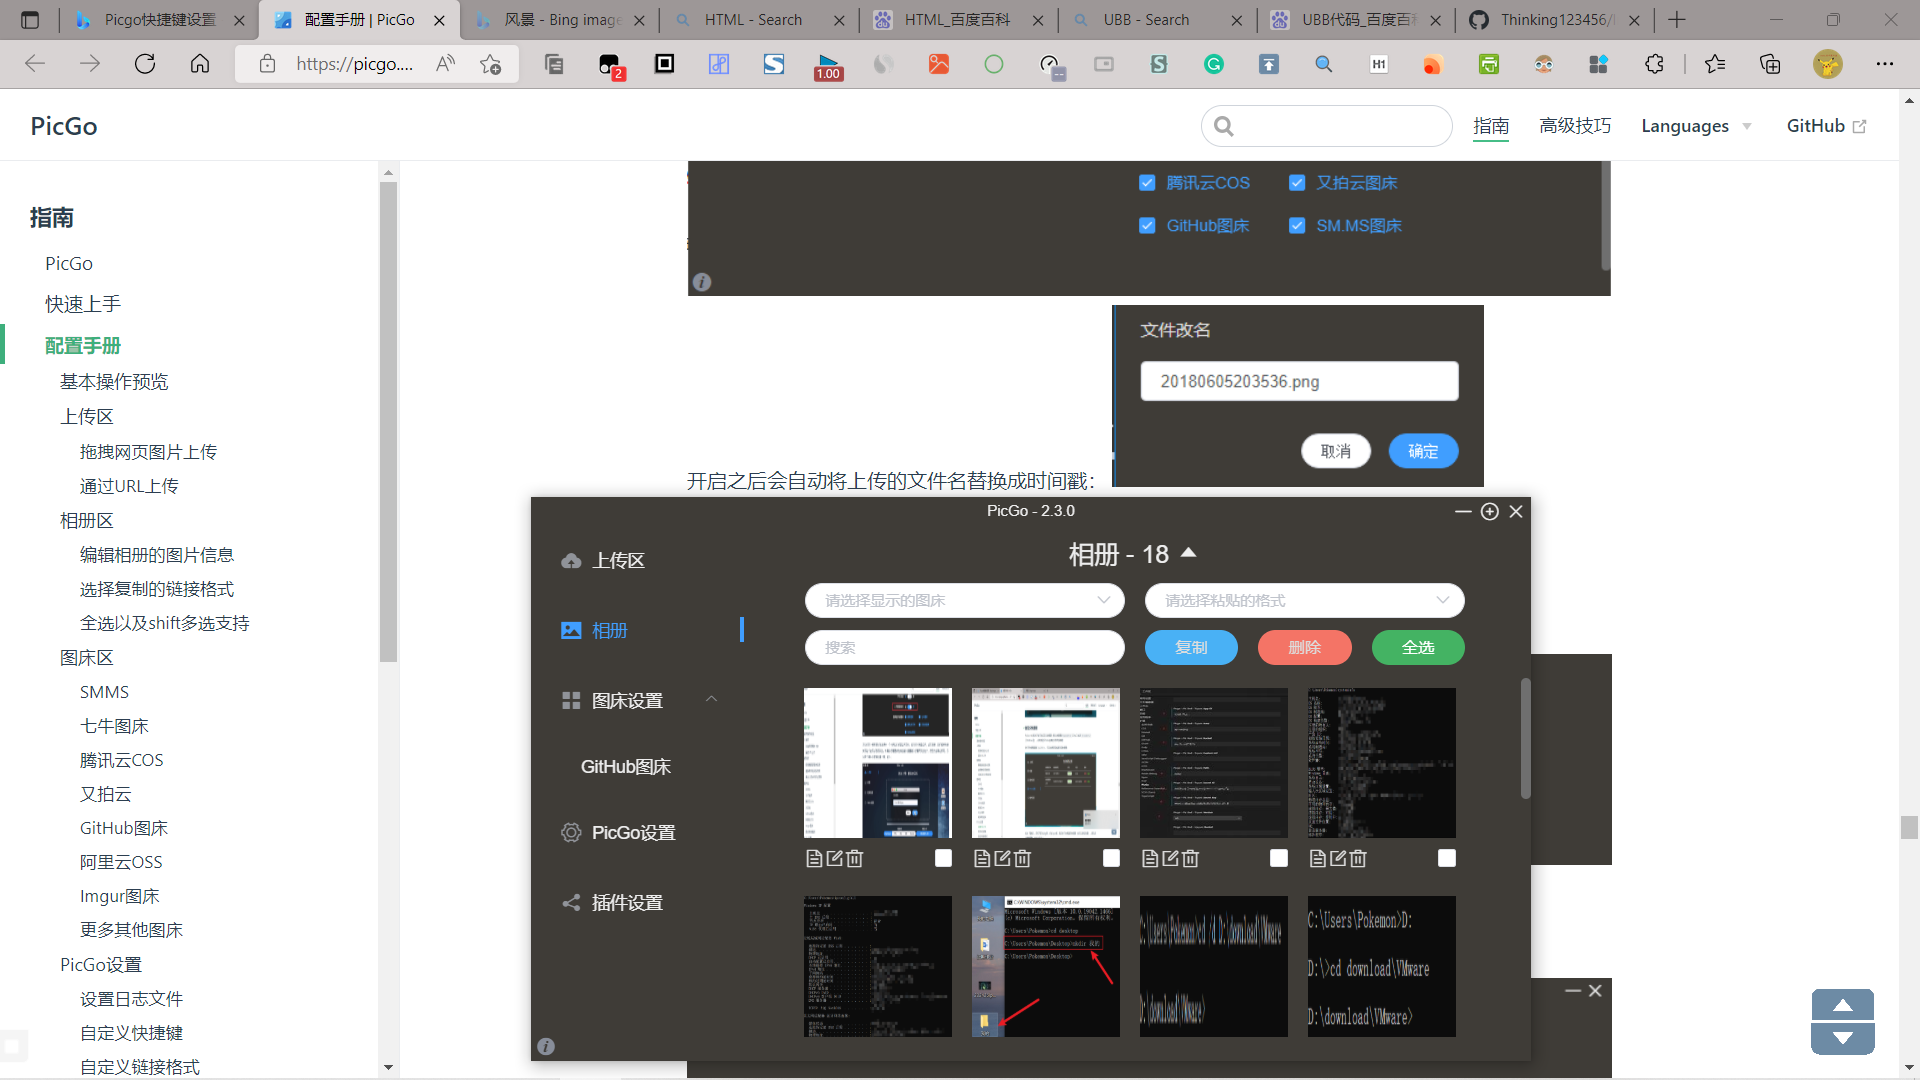 Picgo快捷键设置
配置手册 | PicGo
风景 - Bing image
HTML - Search
HTML_百度百科
UBB - Search
UBB代码_百度百科
Thinking123456/
https://picgo....
2
1.00
H1
PicGo
指南
高级技巧
Languages
GitHub
指南
PicGo
快速上手
配置手册
基本操作预览
上传区
拖拽网页图片上传
通过URL上传
相册区
编辑相册的图片信息
选择复制的链接格式
全选以及shift多选支持
图床区
SMMS
七牛图床
腾讯云COS
又拍云
GitHub图床
阿里云OSS
Imgur图床
更多其他图床
PicGo设置
设置日志文件
自定义快捷键
自定义链接格式
腾讯云COS
又拍云图床
GitHub图床
SM.MS图床
文件改名
20180605203536.png
取消
确定
开启之后会自动将上传的文件名替换成时间戳：
PicGo - 2.3.0
上传区
相册
图床设置
GitHub图床
PicGo设置
插件设置
相册 - 18
请选择显示的图床
请选择粘贴的格式
搜索
复制
删除
全选
C:\Users\Pokemon>cd /d D:\download\VMware
D:\download\VMware>
C:\Users\Pokemon>D:
D:\>cd download\VMware
D:\download\VMware>